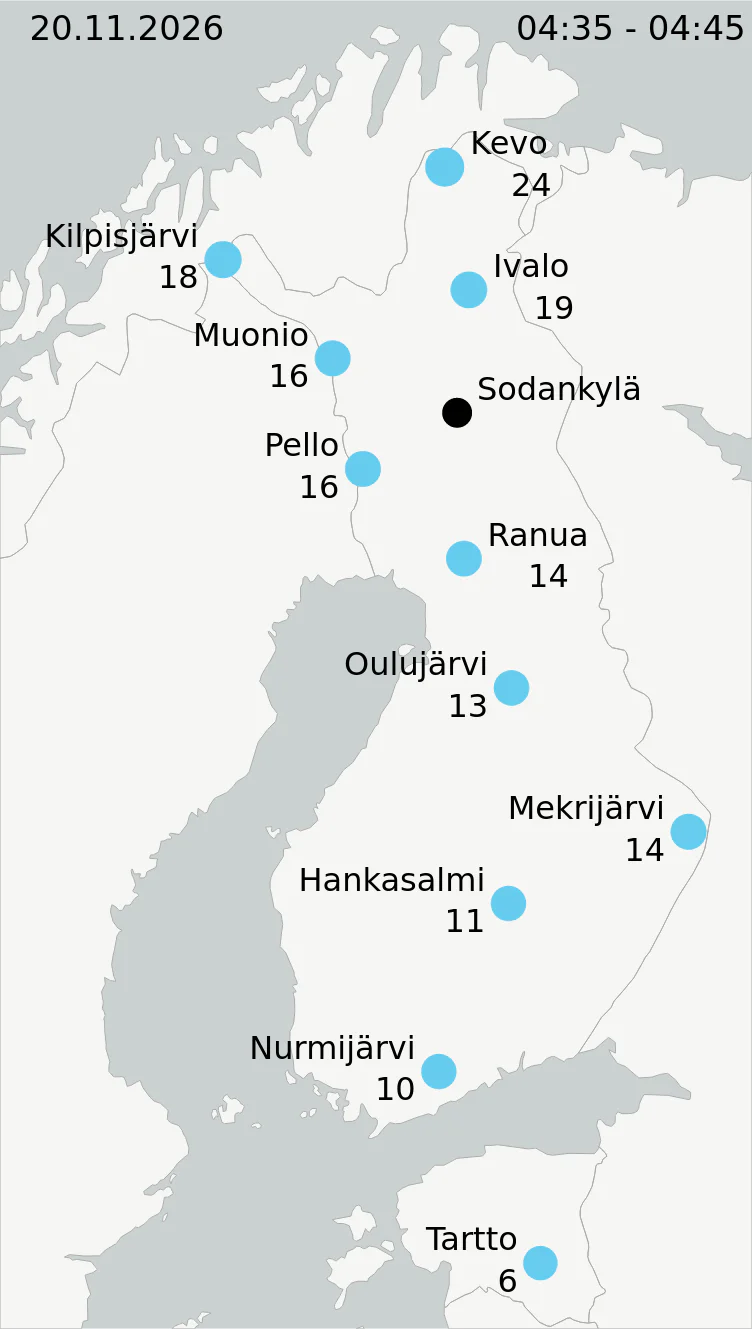 20.11.2026
04:35 - 04:45
Kevo
24
Kilpisjärvi
18
Ivalo
19
Muonio
16
Sodankylä
Pello
16
Ranua
14
Oulujärvi
13
Mekrijärvi
14
Hankasalmi
11
Nurmijärvi
10
Tartto
6